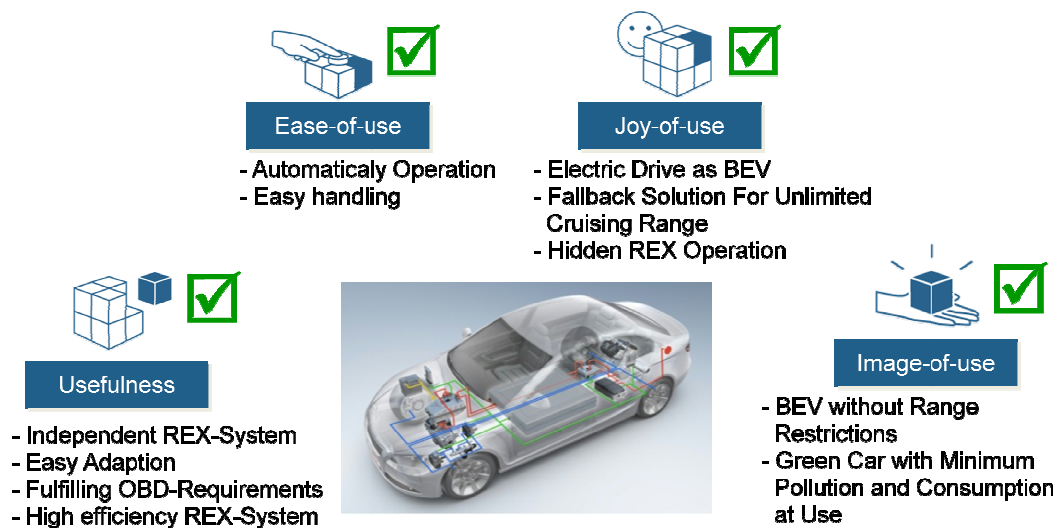 Ease-of-use
- Automaticaly Operation
- Easy handling
Joy-of-use
- Electric Drive as BEV
- Fallback Solution For Unlimited
Cruising Range
- Hidden REX Operation
Usefulness
- Independent REX-System
- Easy Adaption
- Fulfilling OBD-Requirements
- High efficiency REX-System
Image-of-use
- BEV without Range
Restrictions
- Green Car with Minimum
Pollution and Consumption
at Use